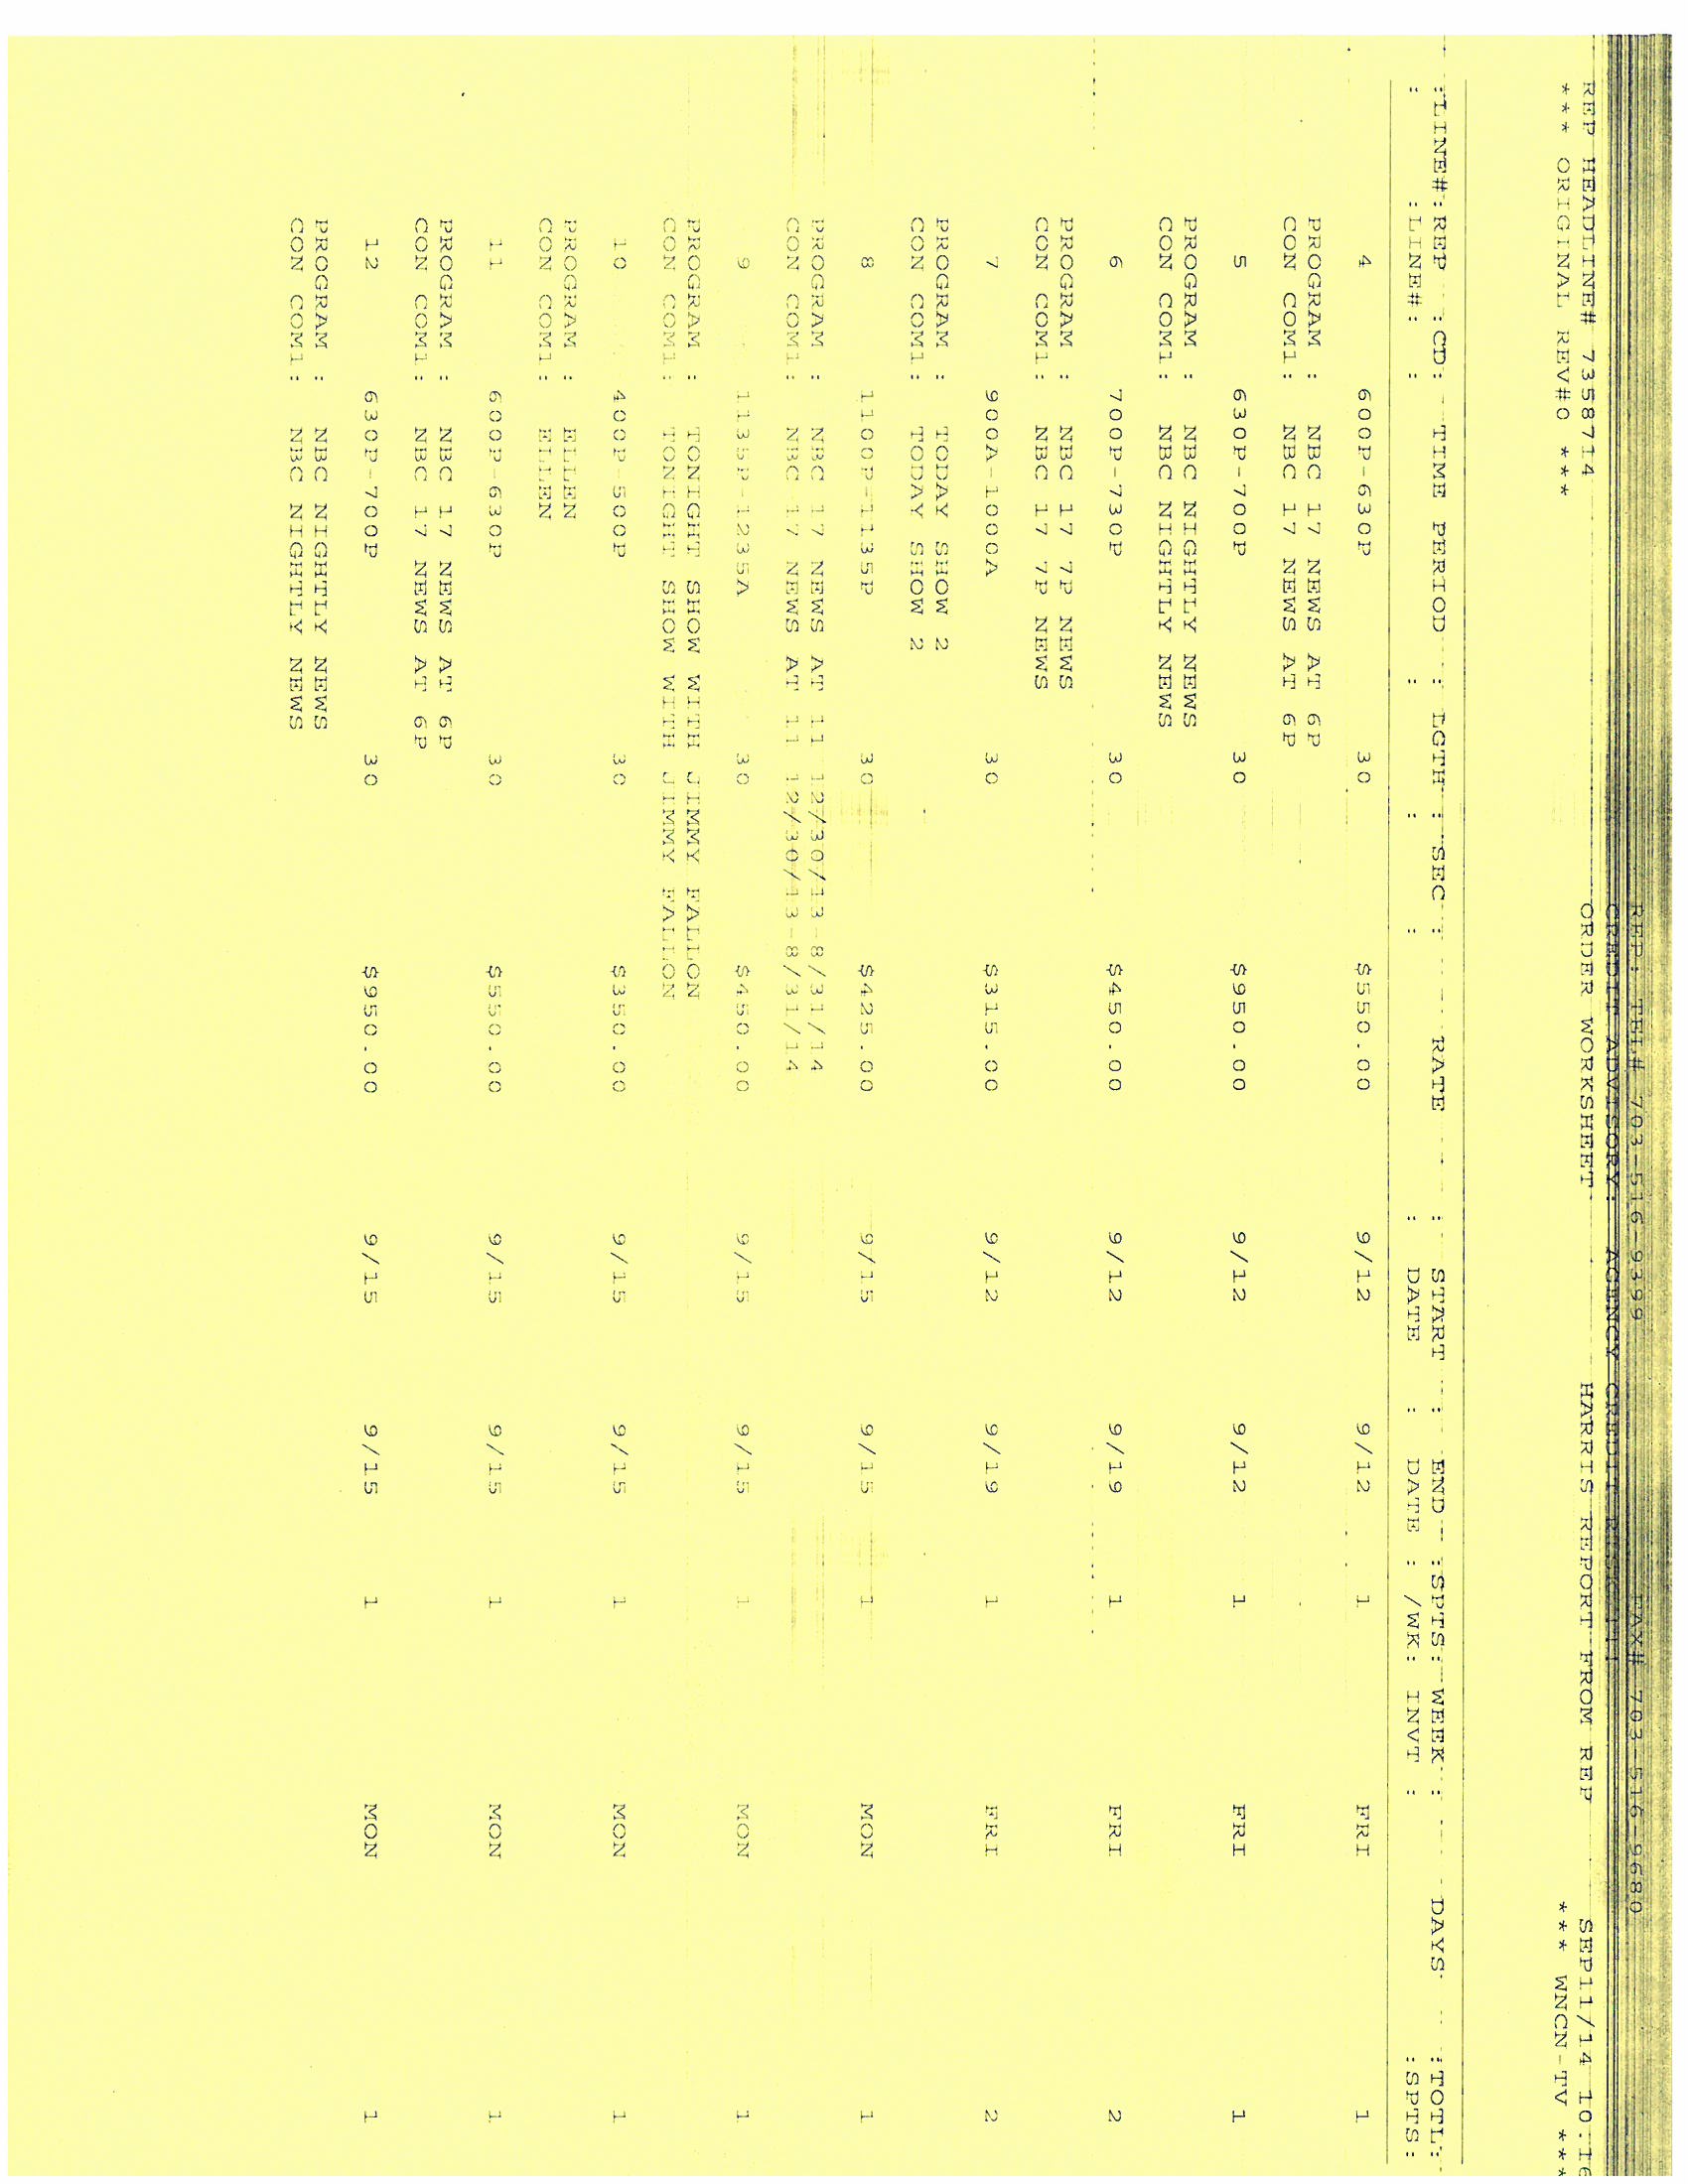 REP: TEL# 703-516-9399 FAX# 703-516-9680
CREDIT ADVISORY: AGENCY CREDIT
REP HEADLINE# 7358714 ORDER WORKSHEET HARRIS REPORT FROM REP SEP11/14 10:16
*** ORIGINAL REV#0 *** *** WNCN-TV ***
:LINE#:REP :CD: TIME PERIOD : LGTH : SEC : RATE : START : END :SPTS: WEEK : DAYS :TOTL:
: :LINE#: : : : : DATE : DATE : /WK: INVT : :SPTS:
4 600P-630P 30 $550.00 9/12 9/12 1 FRI 1
PROGRAM : NBC 17 NEWS AT 6P
CON COM1: NBC 17 NEWS AT 6P
5 630P-700P 30 $950.00 9/12 9/12 1 FRI 1
PROGRAM : NBC NIGHTLY NEWS
CON COM1: NBC NIGHTLY NEWS
6 700P-730P 30 $450.00 9/12 9/19 1 FRI 2
PROGRAM : NBC 17 7P NEWS
CON COM1: NBC 17 7P NEWS
7 900A-1000A 30 $315.00 9/12 9/19 1 FRI 2
PROGRAM : TODAY SHOW 2
CON COM1: TODAY SHOW 2
8 1100P-1135P 30 $425.00 9/15 9/15 1 MON 1
PROGRAM : NBC 17 NEWS AT 11 12/30/13-8/31/14
CON COM1: NBC 17 NEWS AT 11 12/30/13-8/31/14
9 1135P-1235A 30 $450.00 9/15 9/15 1 MON 1
PROGRAM : TONIGHT SHOW WITH JIMMY FALLON
CON COM1: TONIGHT SHOW WITH JIMMY FALLON
10 400P-500P 30 $350.00 9/15 9/15 1 MON 1
PROGRAM : ELLEN
CON COM1: ELLEN
11 600P-630P 30 $550.00 9/15 9/15 1 MON 1
PROGRAM : NBC 17 NEWS AT 6P
CON COM1: NBC 17 NEWS AT 6P
12 630P-700P 30 $950.00 9/15 9/15 1 MON 1
PROGRAM : NBC NIGHTLY NEWS
CON COM1: NBC NIGHTLY NEWS